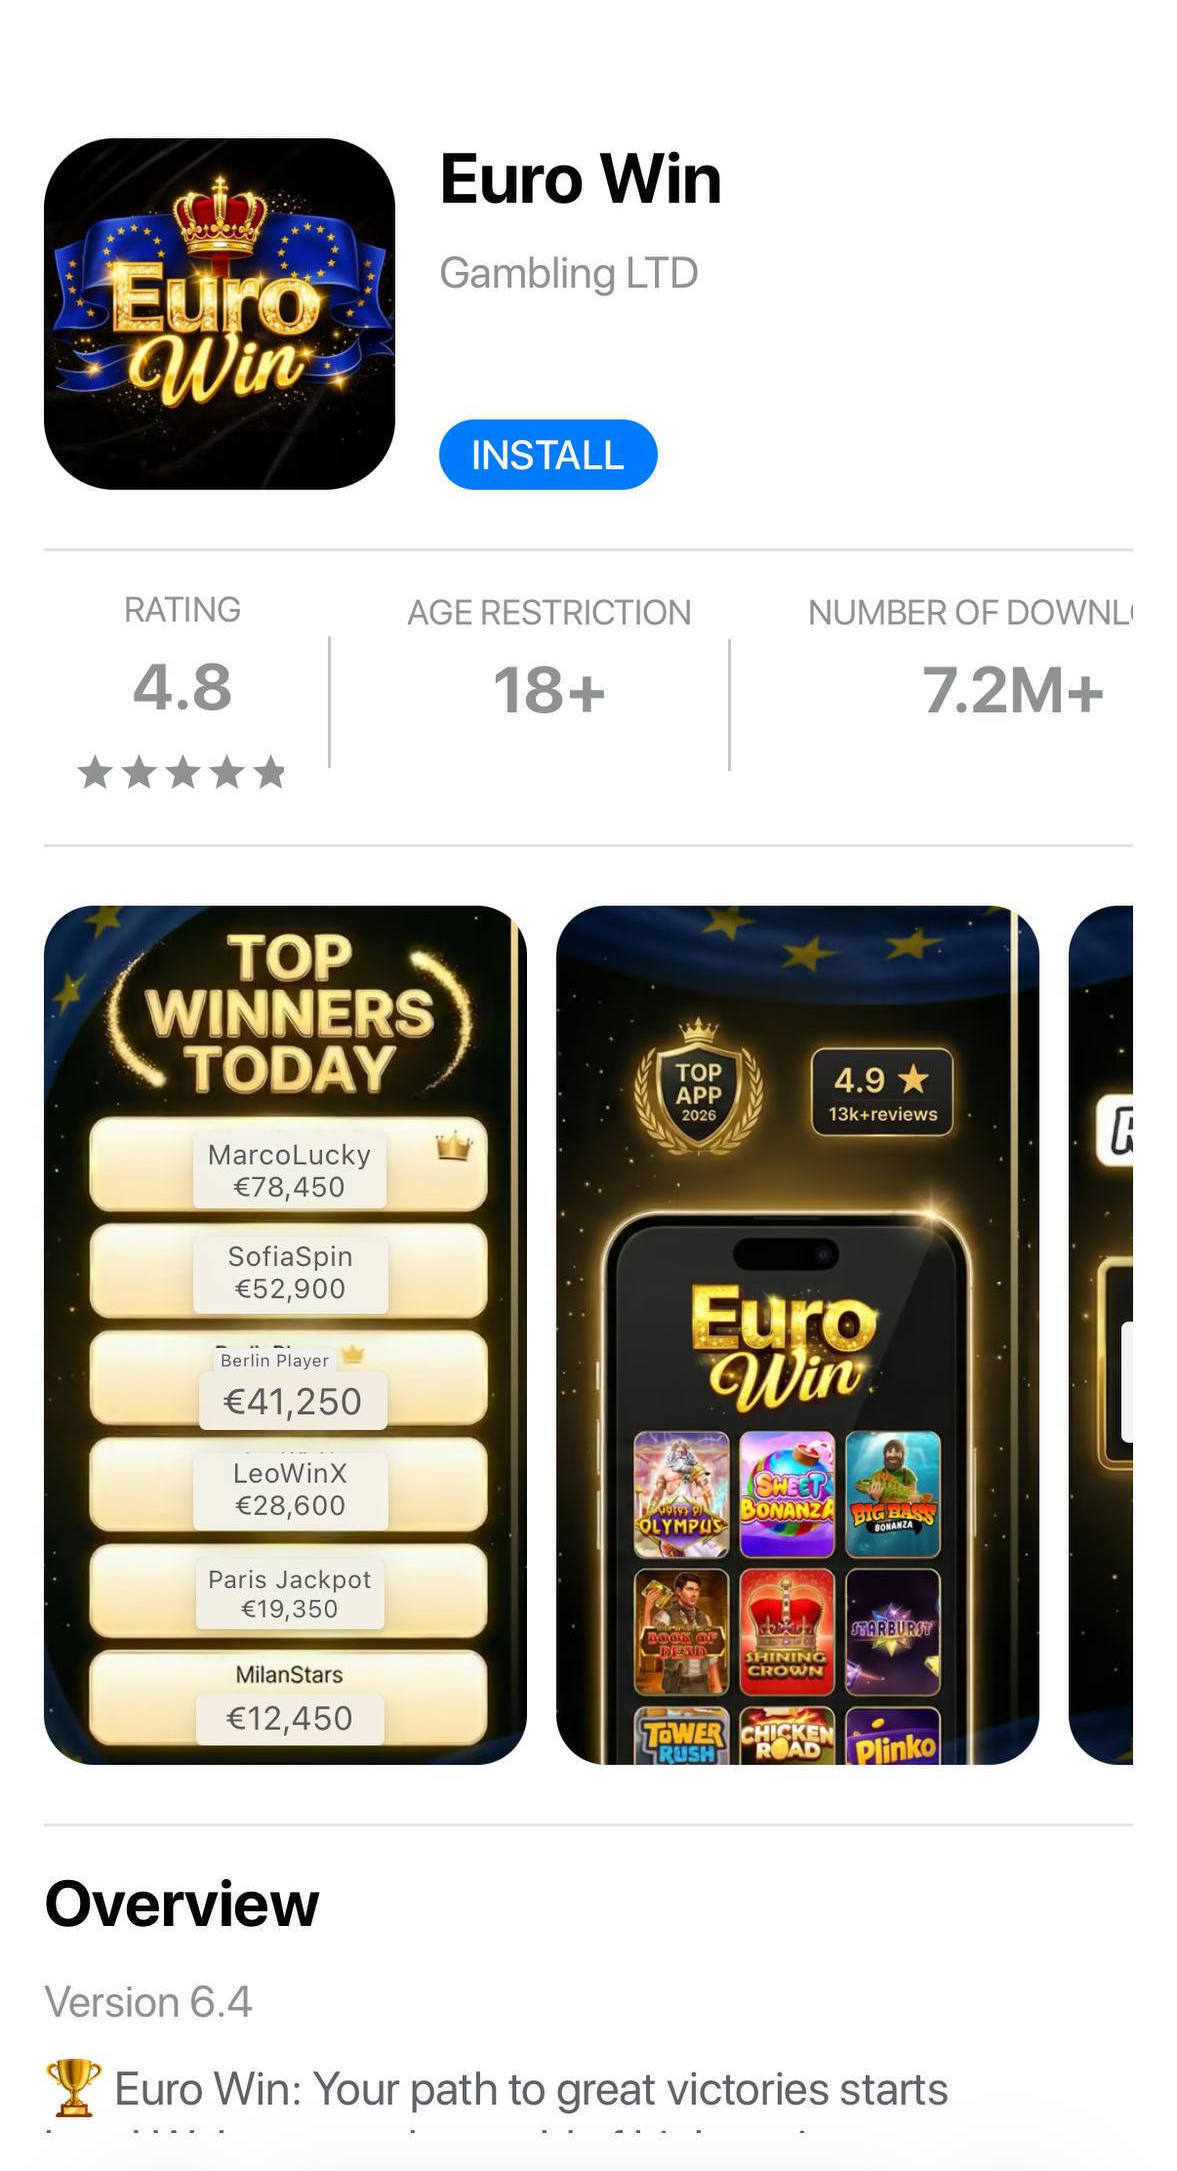 Euro
Win
Euro Win
Gambling LTD
INSTALL
RATING
4.8
AGE RESTRICTION
18+
NUMBER OF DOWNL
7.2M+
TOP
WINNERS
TODAY
MarcoLucky
€78,450
SofiaSpin
€52,900
Berlin Player
€41,250
LeoWinX
€28,600
Paris Jackpot
€19,350
MilanStars
€12,450
TOP
APP
2026
4.9 ★
13k+reviews
Euro
Win
OLYMPUS
SWEET
BONANZA
BIG BASS
BONANZA
BOOK OF
DEAD
SHINING
CROWN
STARBURST
TOWER
RUSH
CHICKEN
ROAD
Plinko
Overview
Version 6.4
🏆 Euro Win: Your path to great victories starts